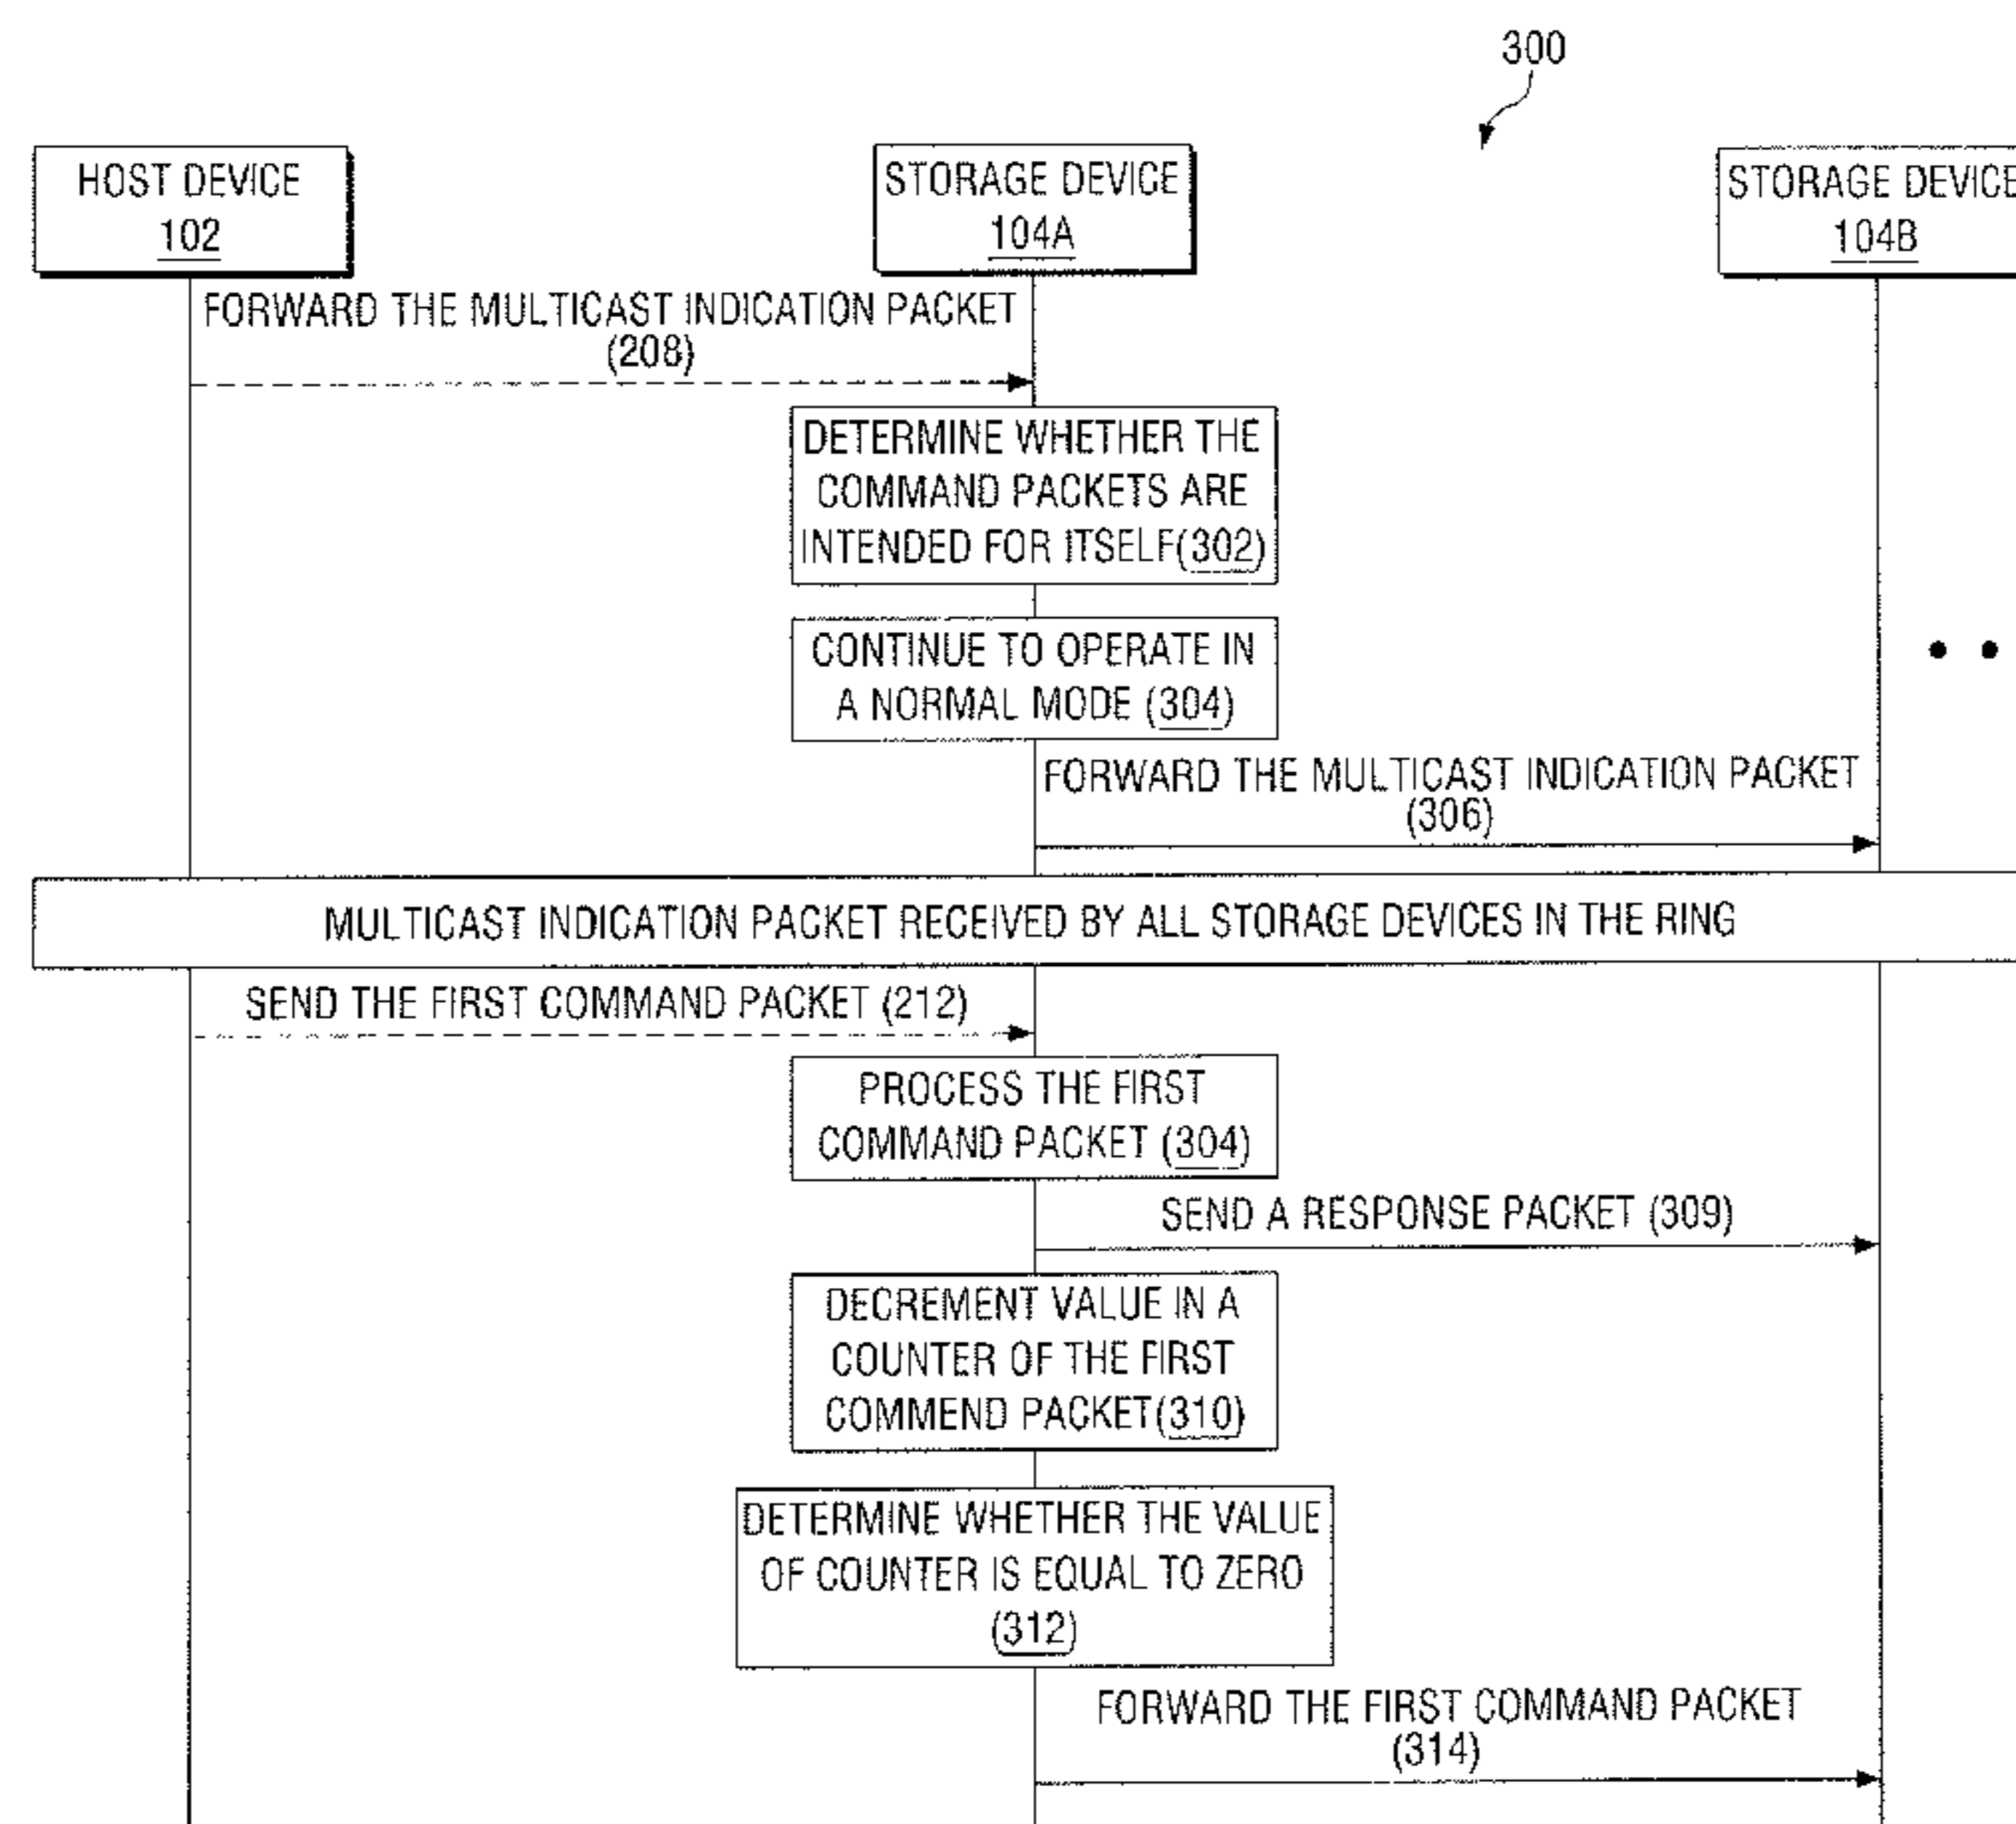 300
HOST DEVICE
102
STORAGE DEVICE
104A
STORAGE DEVICE
104B
FORWARD THE MULTICAST INDICATION PACKET
(208)
DETERMINE WHETHER THE
COMMAND PACKETS ARE
INTENDED FOR ITSELF(302)
CONTINUE TO OPERATE IN
A NORMAL MODE (304)
FORWARD THE MULTICAST INDICATION PACKET
(306)
MULTICAST INDICATION PACKET RECEIVED BY ALL STORAGE DEVICES IN THE RING
SEND THE FIRST COMMAND PACKET (212)
PROCESS THE FIRST
COMMAND PACKET (304)
SEND A RESPONSE PACKET (309)
DECREMENT VALUE IN A
COUNTER OF THE FIRST
COMMEND PACKET(310)
DETERMINE WHETHER THE VALUE
OF COUNTER IS EQUAL TO ZERO
(312)
FORWARD THE FIRST COMMAND PACKET
(314)